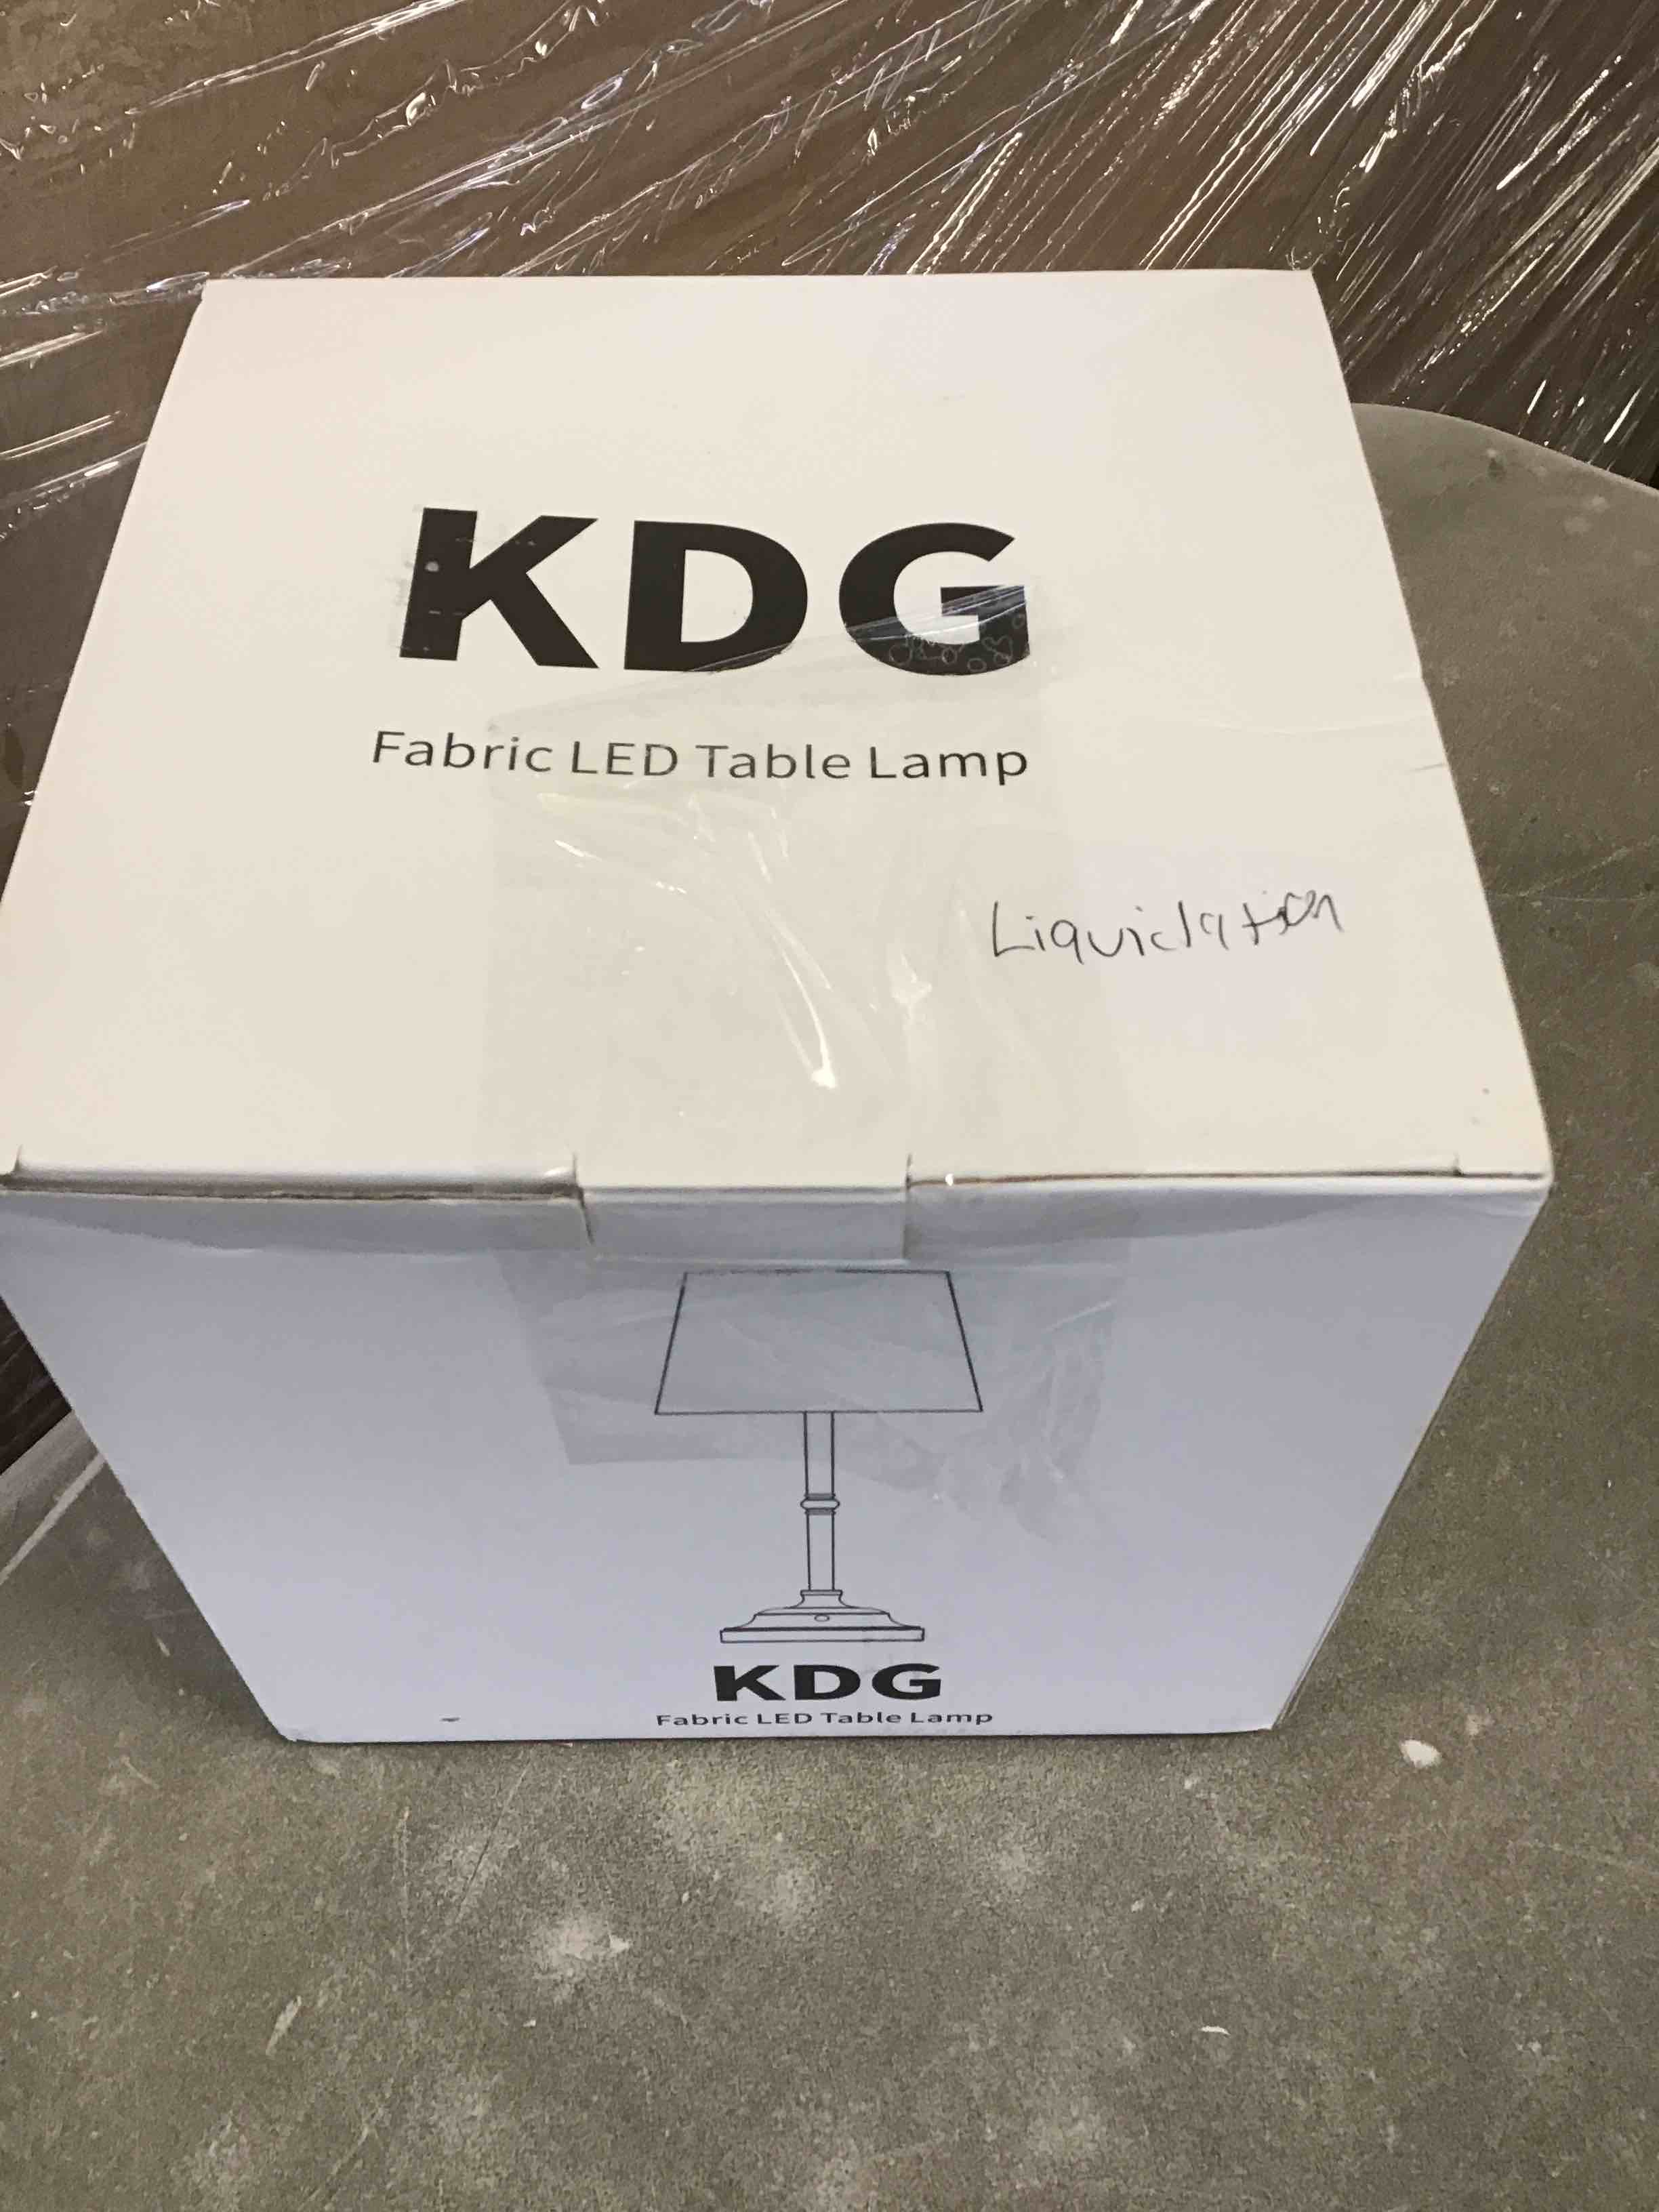 KDG
Fabric LED Table Lamp
Liquidation
KDG
Fabric LED Table Lamp